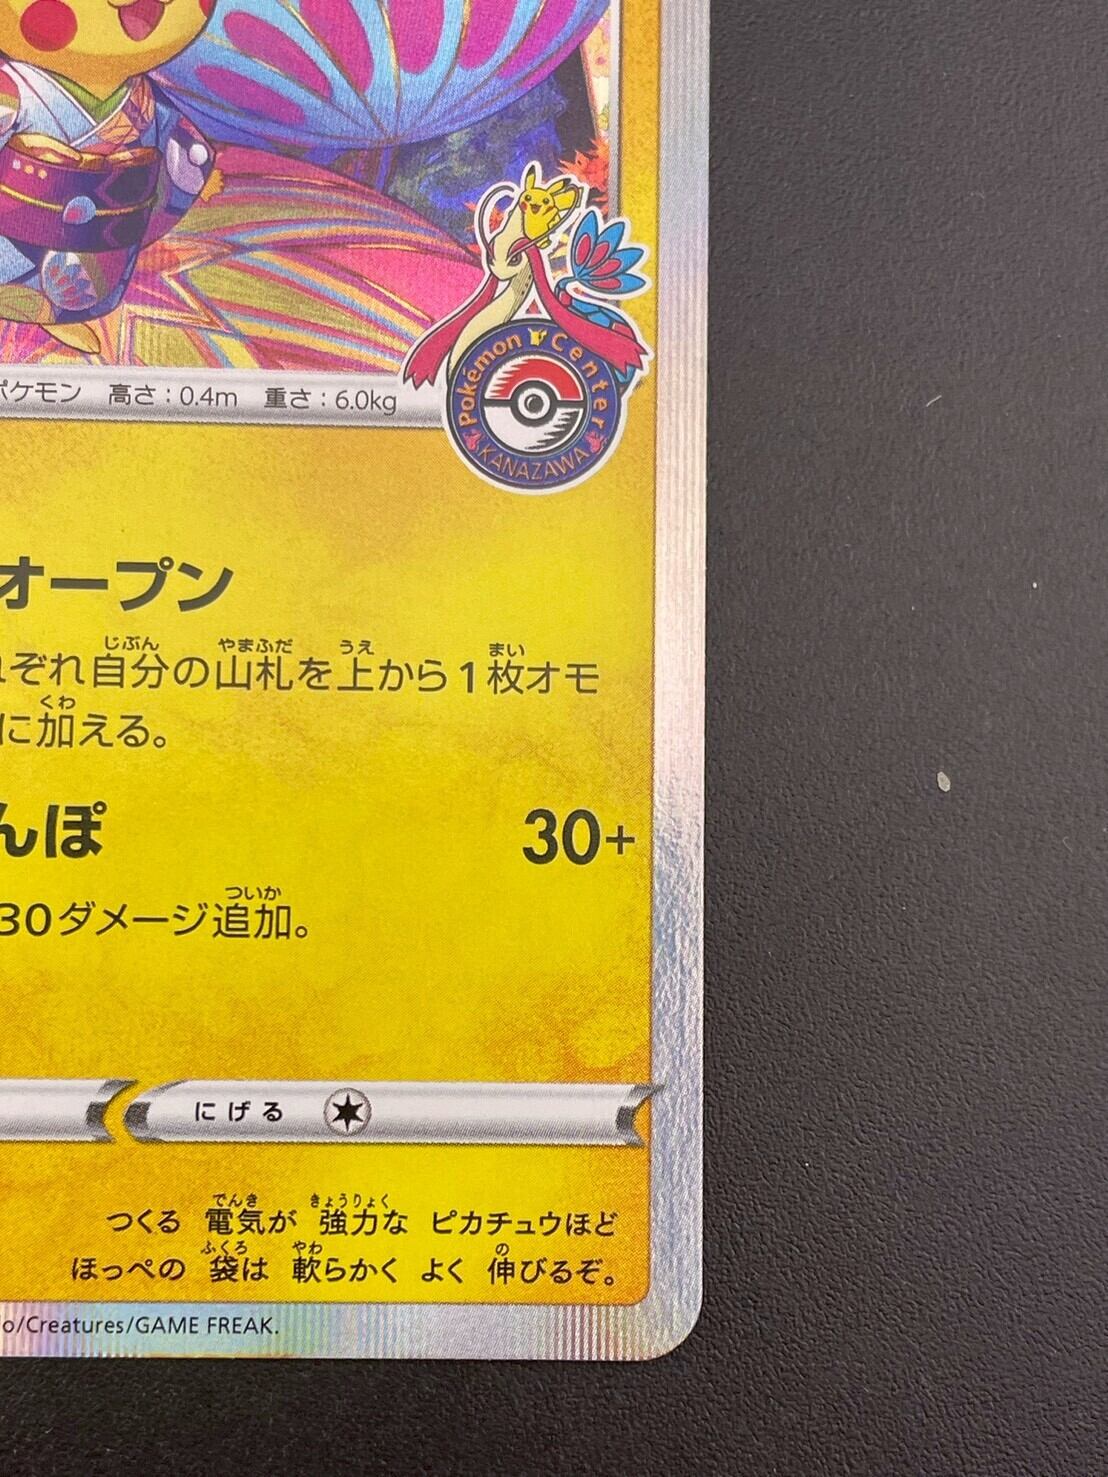 Pokémon Center
KANAZAWA
ポケモン 高さ：0.4m 重さ：6.0kg
オープン
じぶん やまふだ うえ まい
れぞれ自分の山札を上から1枚オモ
くわ
に加える。
んぽ 30+
ついか
30ダメージ追加。
にげる
でんき きょうりょく
つくる 電気が 強力な ピカチュウほど
ふくろ やわ の
ほっぺの 袋は 軟らかく よく 伸びるぞ。
o/Creatures/GAME FREAK.